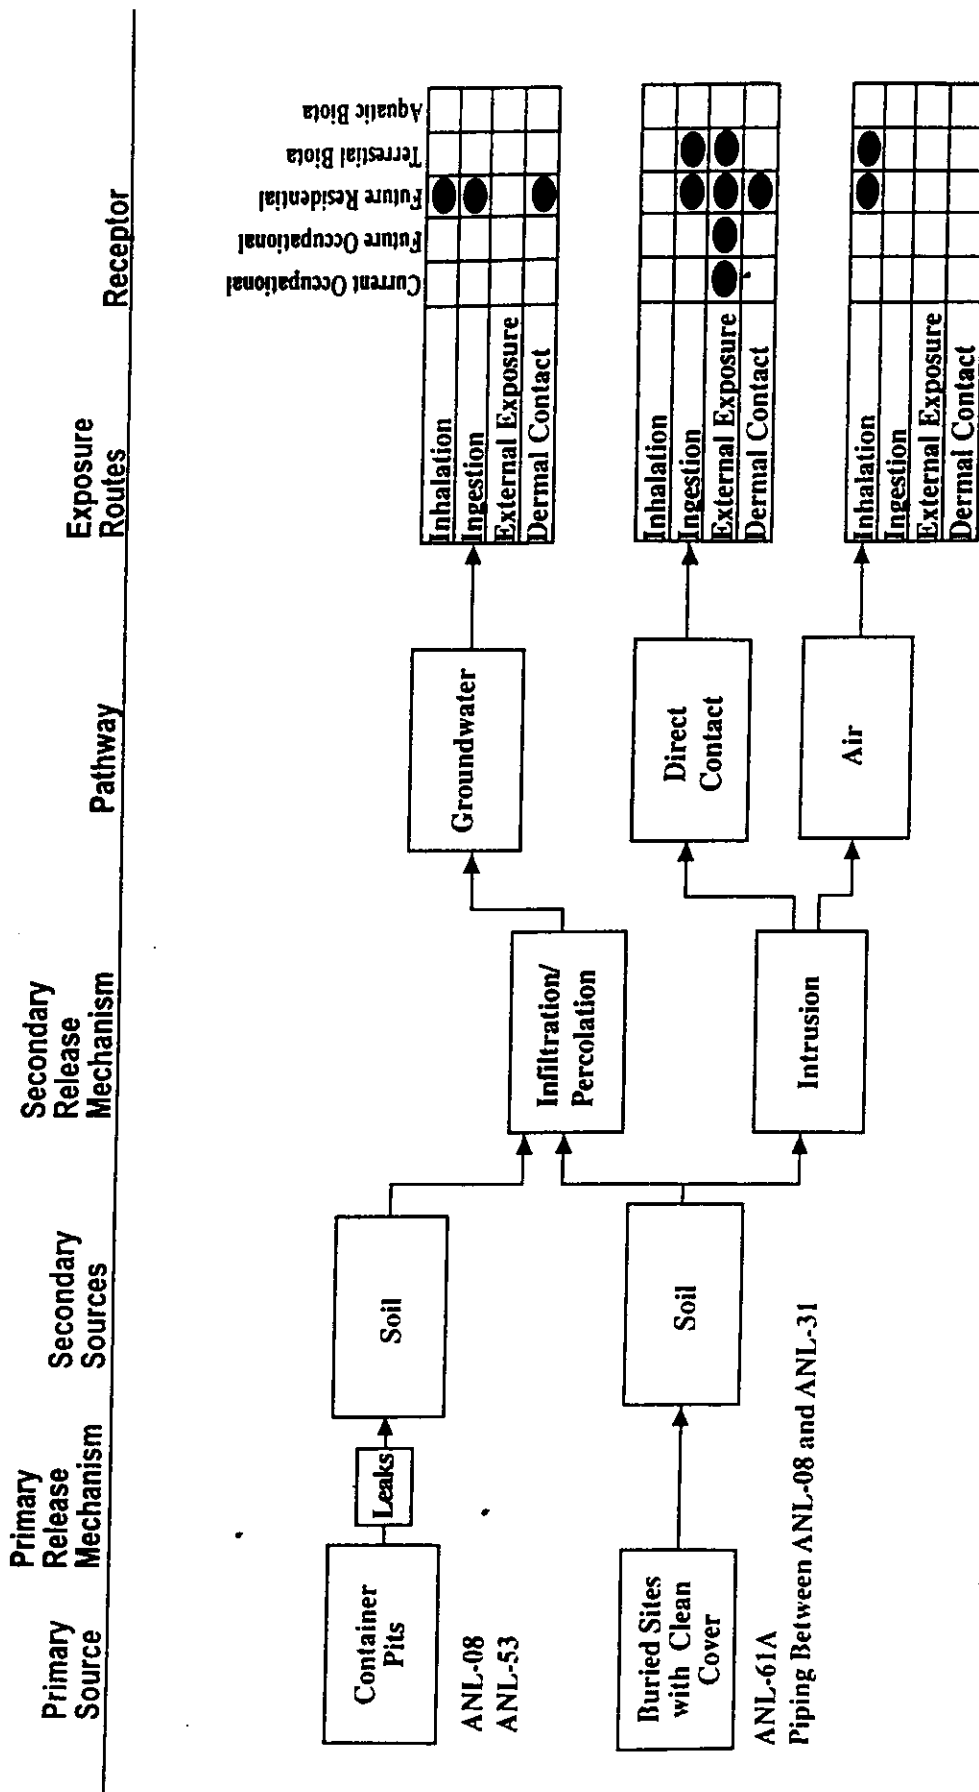 Primary
Source
Primary
Release
Mechanism
Secondary
Sources
Secondary
Release
Mechanism
Pathway
Exposure
Routes
Receptor
Container
Pits
Leaks
Soil
ANL-08
ANL-53
Buried Sites
with Clean
Cover
Soil
ANL-61A
Piping Between ANL-08 and ANL-31
Infiltration/
Percolation
Intrusion
Groundwater
Direct
Contact
Air
Current Occupational
Future Occupational
Future Residential
Terrestial Biota
Aquatic Biota
Inhalation
Ingestion
External Exposure
Dermal Contact
Inhalation
Ingestion
External Exposure
Dermal Contact
Inhalation
Ingestion
External Exposure
Dermal Contact